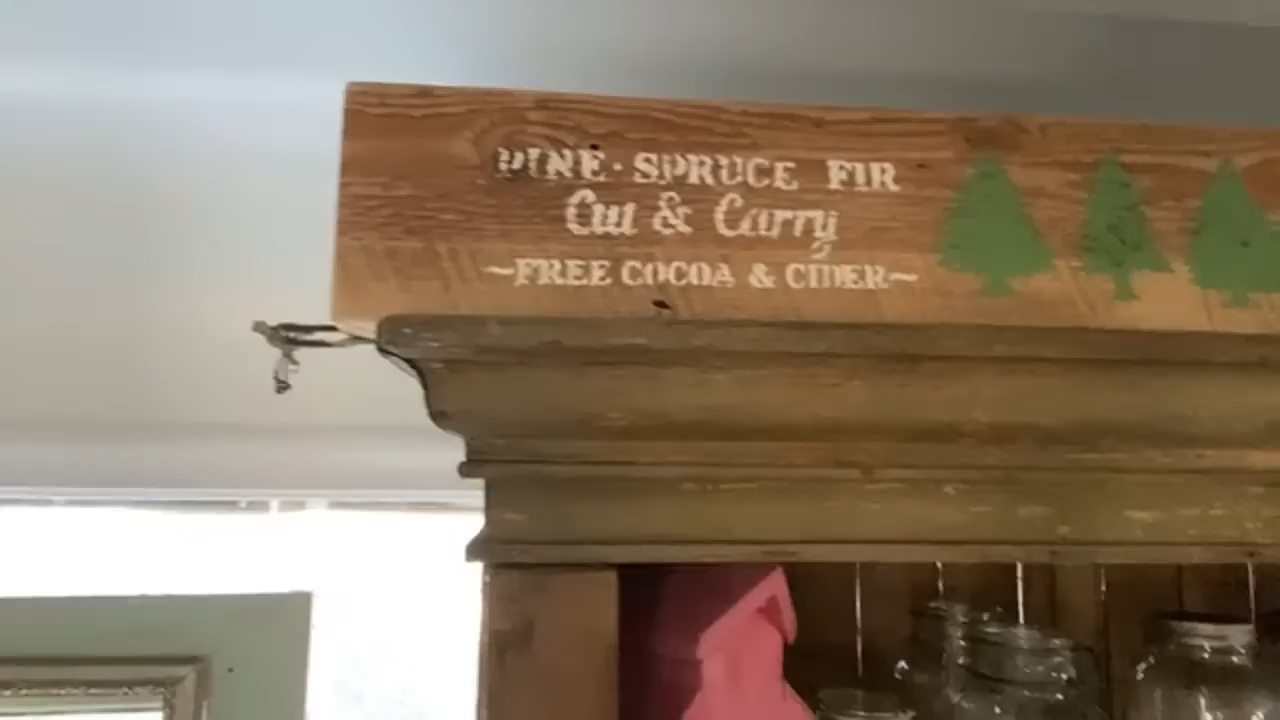 PINE · SPRUCE FIR
Cut & Carry
~FREE COCOA & CIDER~